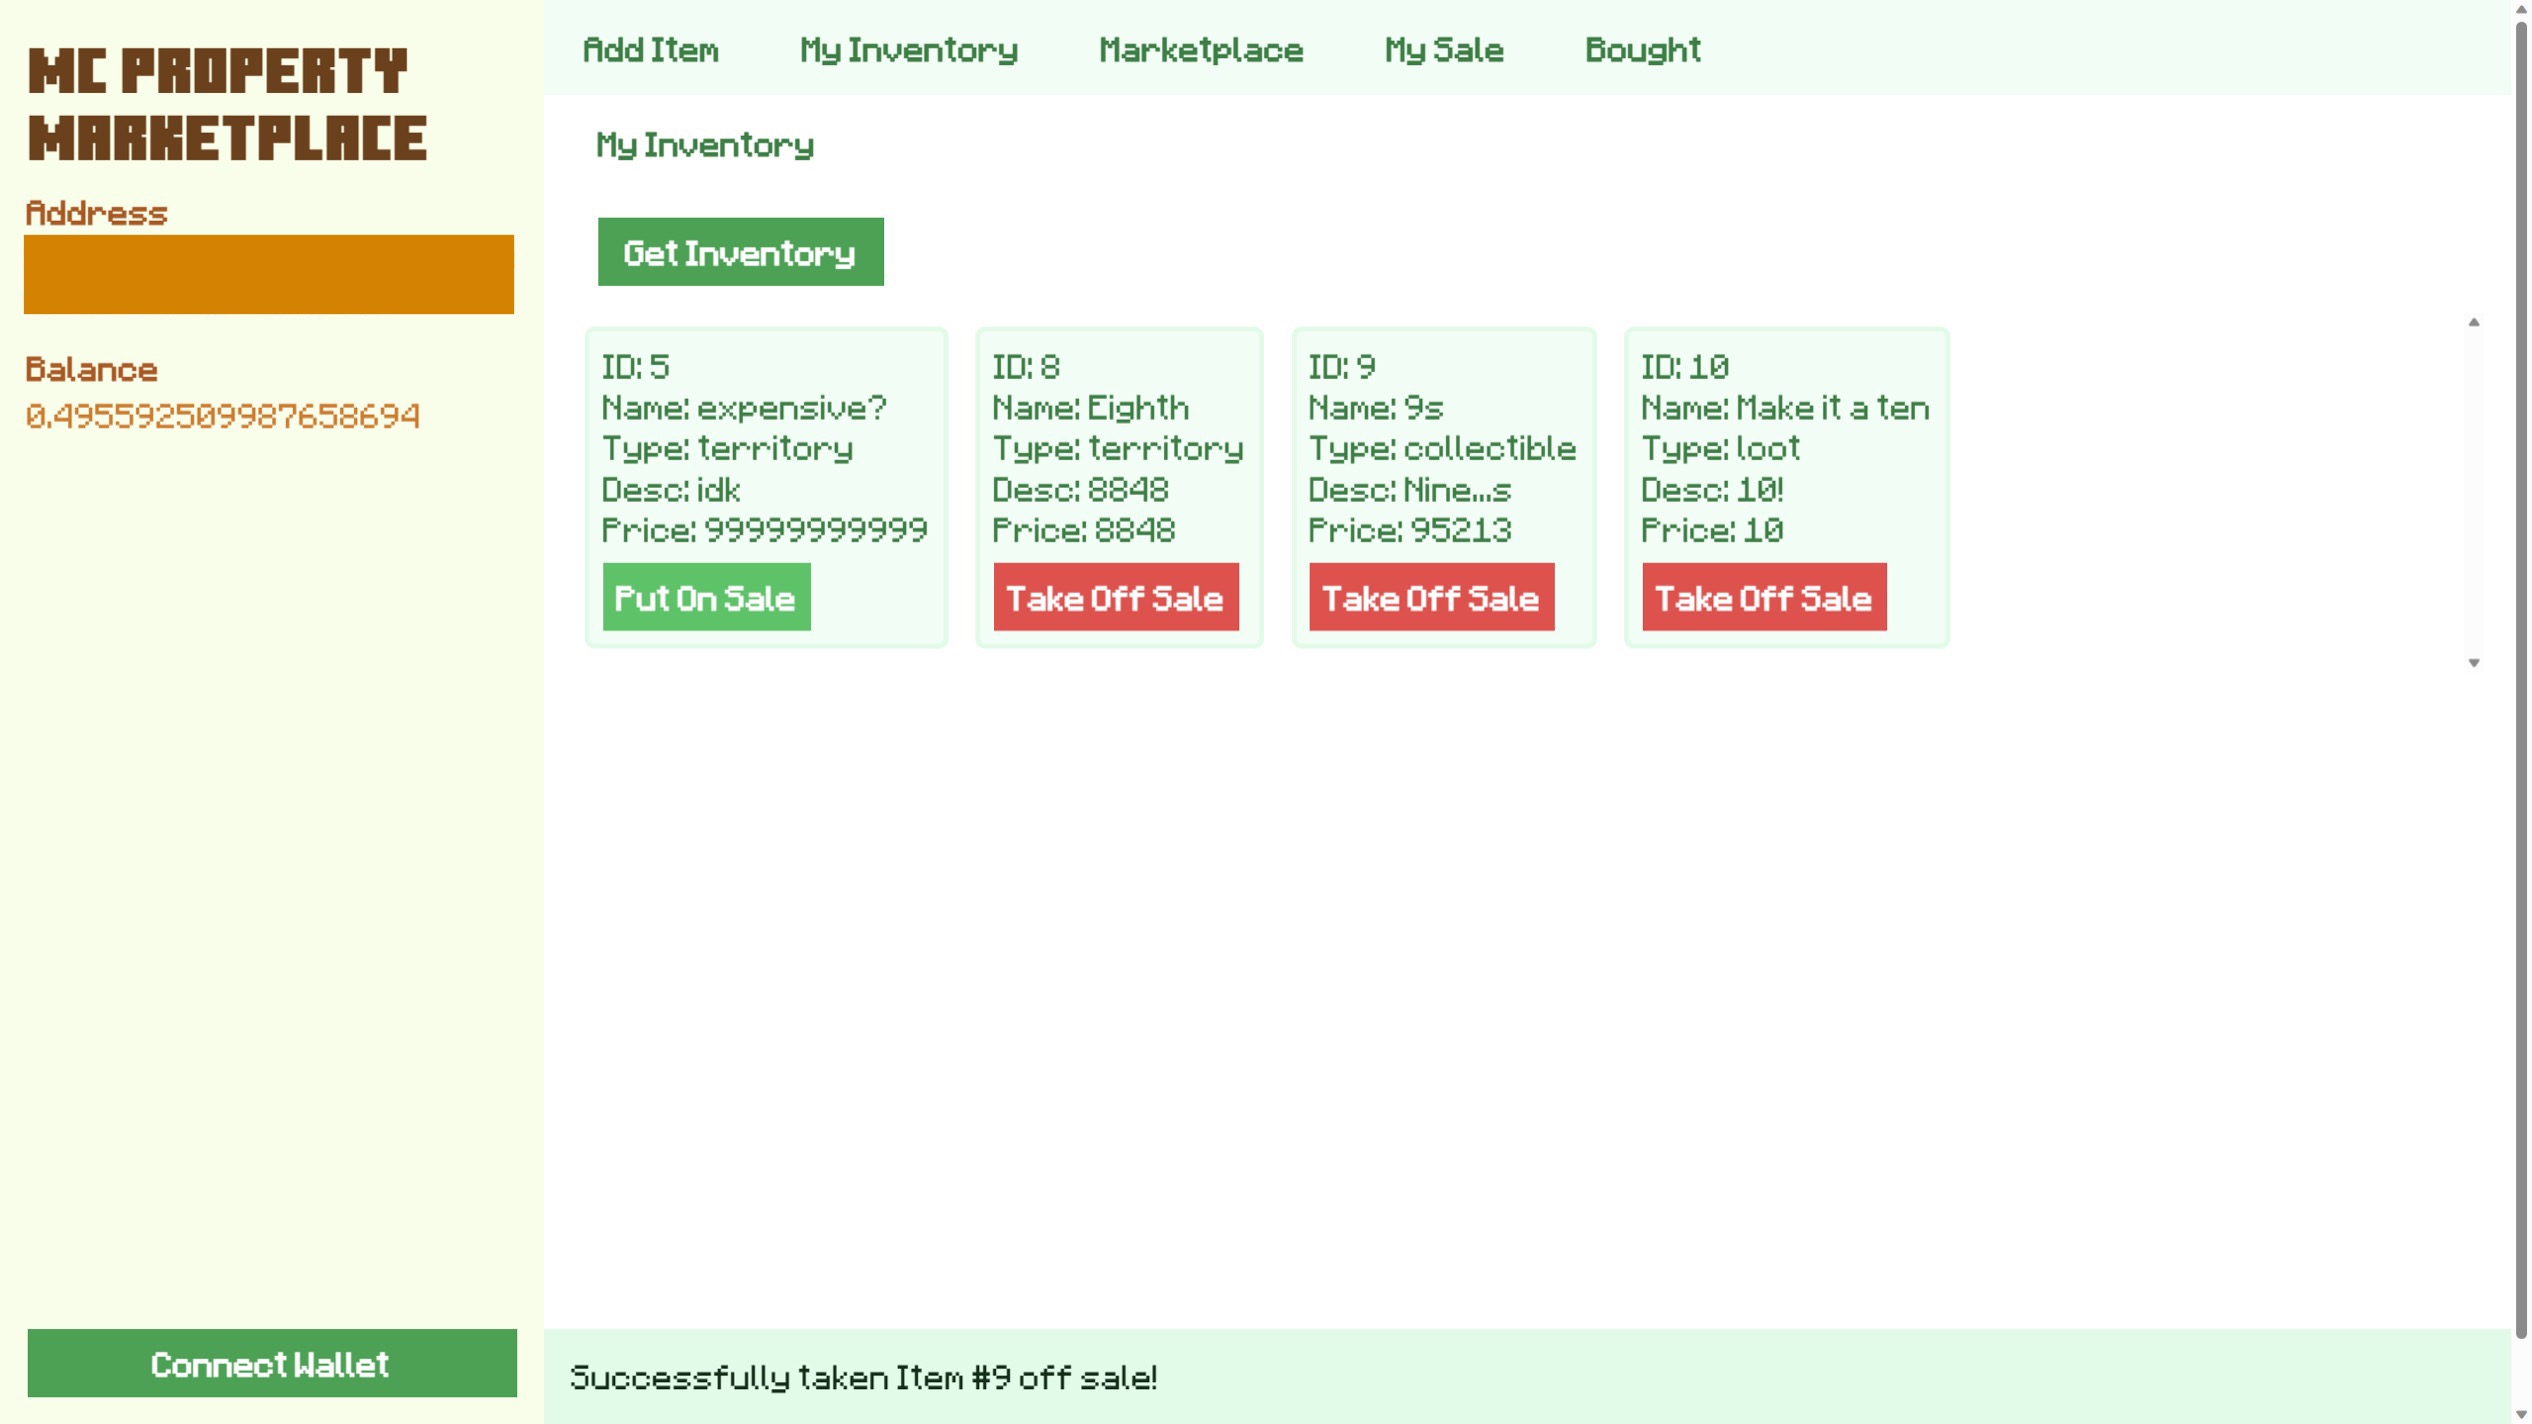 MC PROPERTY
MARKETPLACE
Address
Balance
0.495592509987658694
Connect Wallet
Add Item
My Inventory
Marketplace
My Sale
Bought
My Inventory
Get Inventory
ID: 5
Name: expensive?
Type: territory
Desc: idk
Price: 99999999999
Put On Sale
ID: 8
Name: Eighth
Type: territory
Desc: 8848
Price: 8848
Take Off Sale
ID: 9
Name: 9s
Type: collectible
Desc: Nine...s
Price: 95213
Take Off Sale
ID: 10
Name: Make it a ten
Type: loot
Desc: 10!
Price: 10
Take Off Sale
Successfully taken Item #9 off sale!